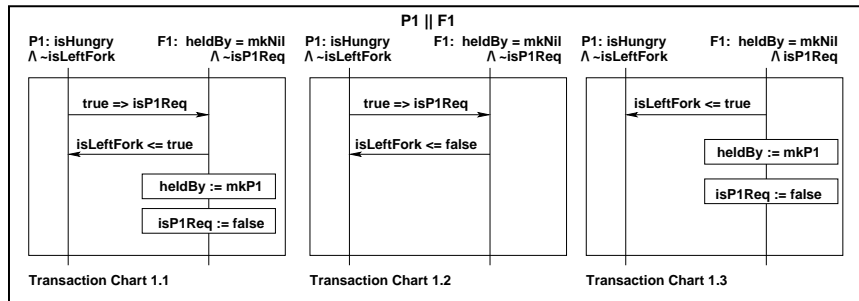 P1 || F1
P1: isHungry
/\ ~isLeftFork
F1: heldBy = mkNil
/\ ~isP1Req
true => isP1Req
isLeftFork <= true
heldBy := mkP1
isP1Req := false
Transaction Chart 1.1
P1: isHungry
/\ ~isLeftFork
F1: heldBy = mkNil
/\ ~isP1Req
true => isP1Req
isLeftFork <= false
Transaction Chart 1.2
P1: isHungry
/\ ~isLeftFork
F1: heldBy = mkNil
/\ isP1Req
isLeftFork <= true
heldBy := mkP1
isP1Req := false
Transaction Chart 1.3